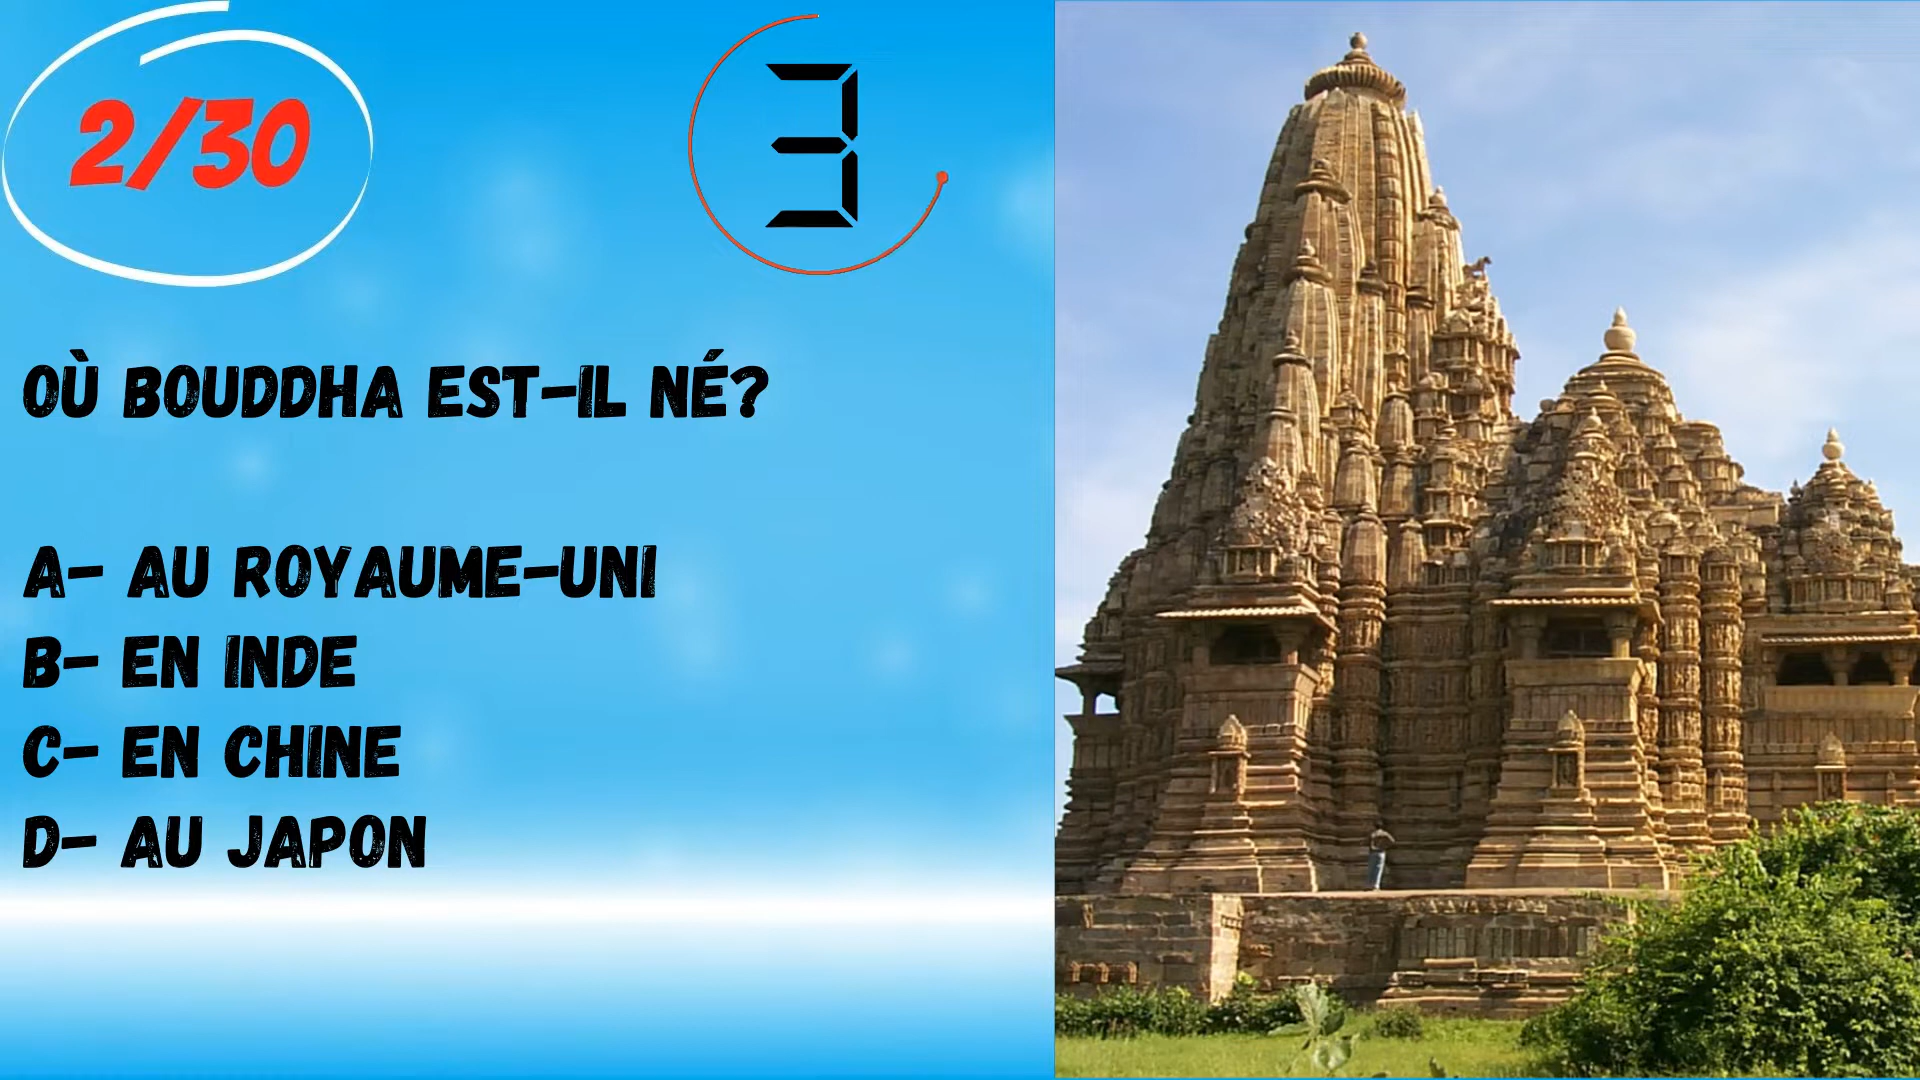 2/30
3
OÙ BOUDDHA EST-IL NÉ?
A- AU ROYAUME-UNI
B- EN INDE
C- EN CHINE
D- AU JAPON